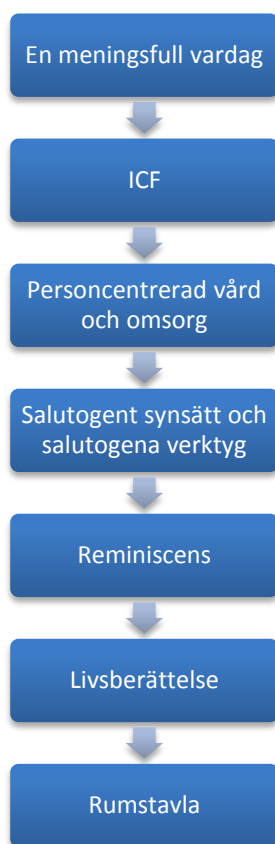 En meningsfull vardag
ICF
Personcentrerad vård
och omsorg
Salutogent synsätt och
salutogena verktyg
Reminiscens
Livsberättelse
Rumstavla